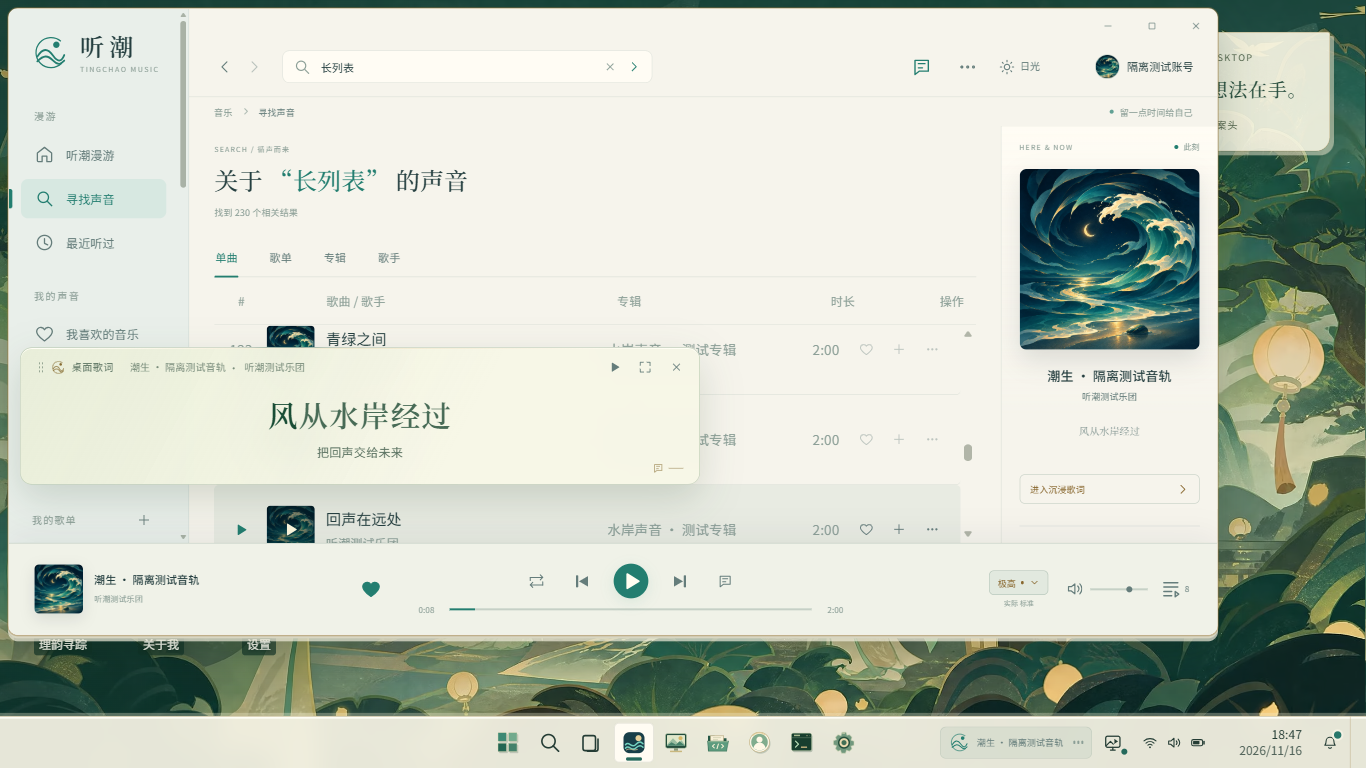 听潮
TINGCHAO MUSIC
漫游
听潮漫游
寻找声音
最近听过
我的声音
我喜欢的音乐
我的歌单
长列表
日光
隔离测试账号
音乐 > 寻找声音
留一点时间给自己
SEARCH / 循声而来
关于“长列表”的声音
找到 230 个相关结果
单曲 歌单 专辑 歌手
# 歌曲 / 歌手 专辑 时长 操作
青绿之间
测试专辑 2:00
测试专辑 2:00
回声在远处
听潮测试乐团
水岸声音 · 测试专辑 2:00
桌面歌词 潮生 · 隔离测试音轨 · 听潮测试乐团
风从水岸经过
把回声交给未来
HERE & NOW
此刻
潮生 · 隔离测试音轨
听潮测试乐团
风从水岸经过
进入沉浸歌词
潮生 · 隔离测试音轨
听潮测试乐团
0:08
2:00
极高
实际 标准
8
SKTOP
想法在手。
案头
理韵寻踪 关于我 设置
潮生 · 隔离测试音轨
18:47
2026/11/16